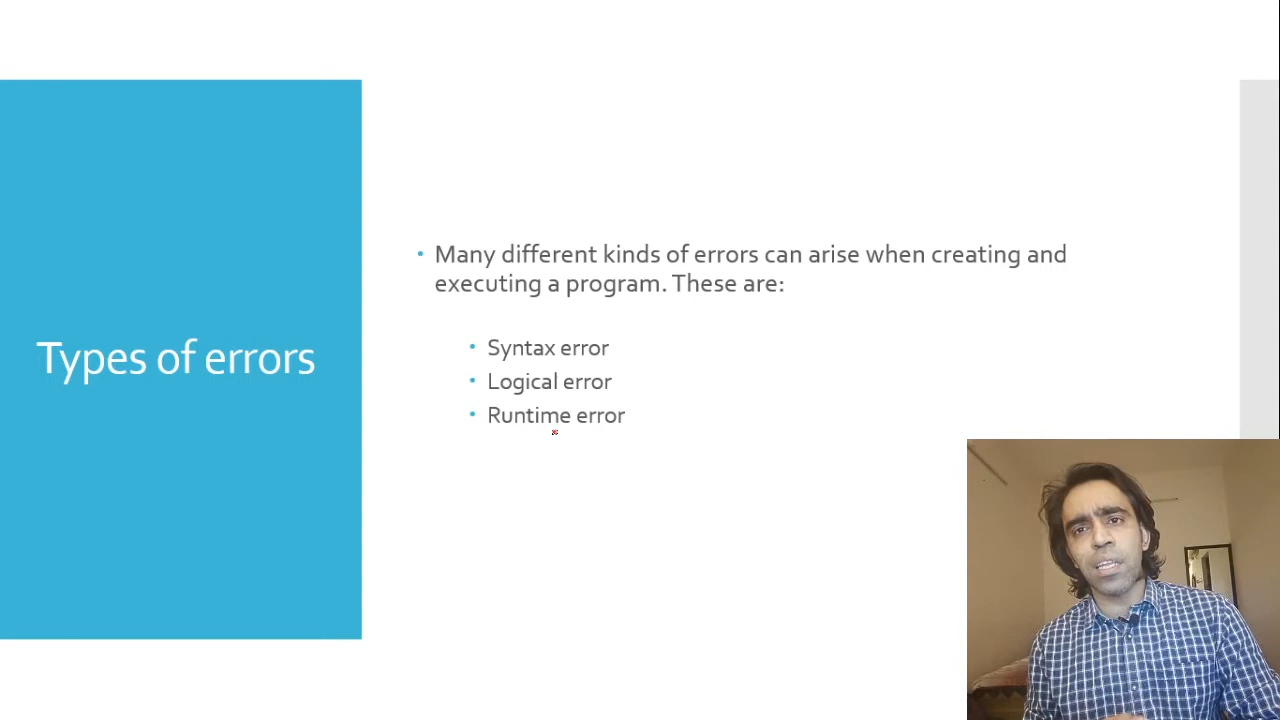 Types of errors
• Many different kinds of errors can arise when creating and
executing a program. These are:
• Syntax error
• Logical error
• Runtime error